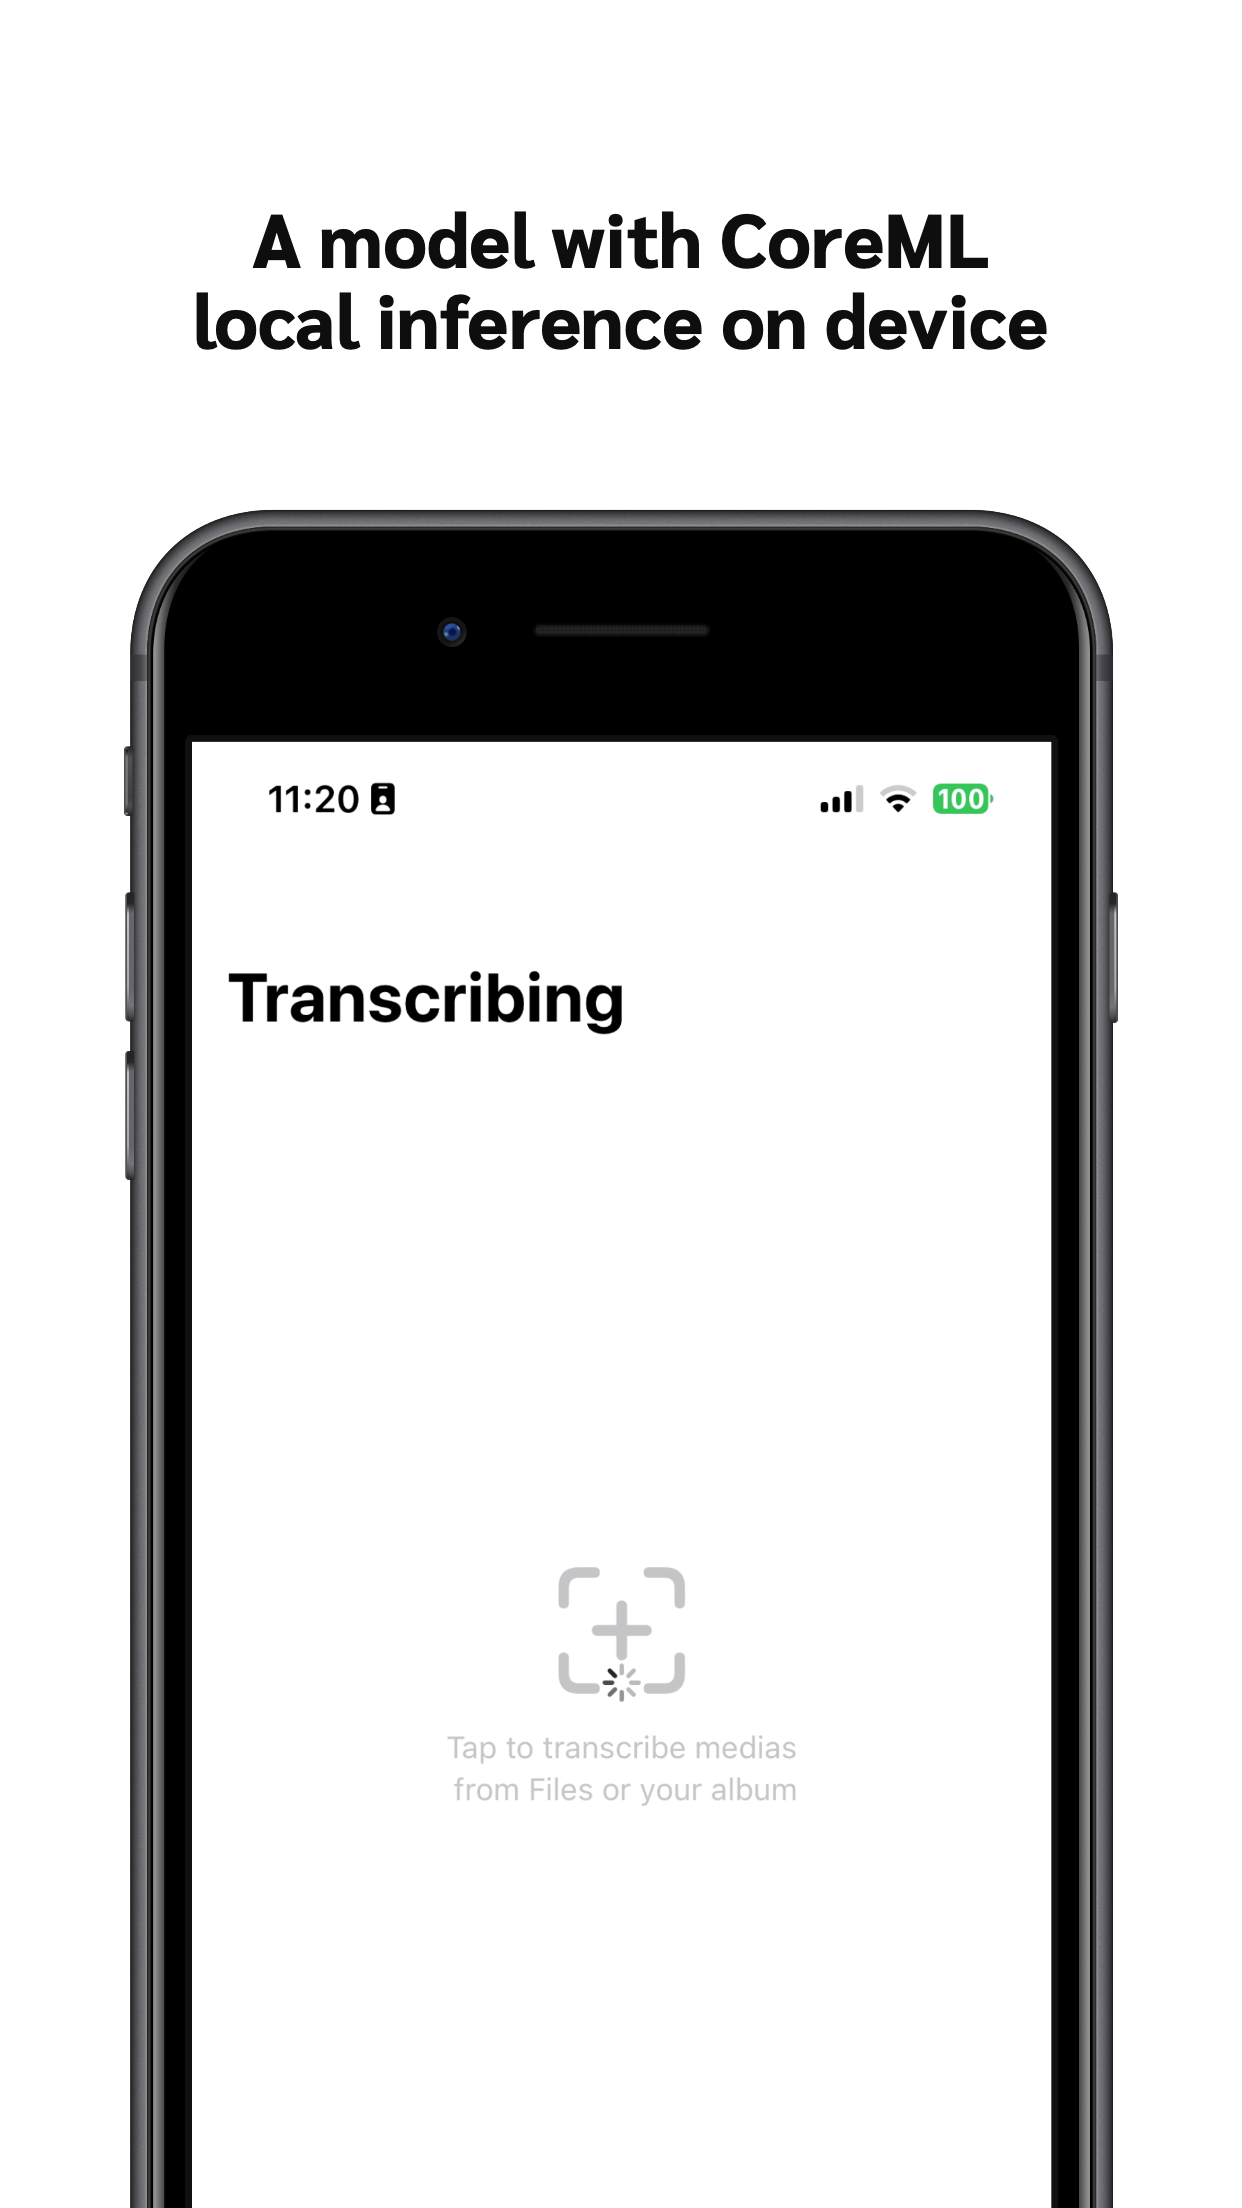 A model with CoreML
local inference on device
11:20
100
Transcribing
Tap to transcribe medias
from Files or your album